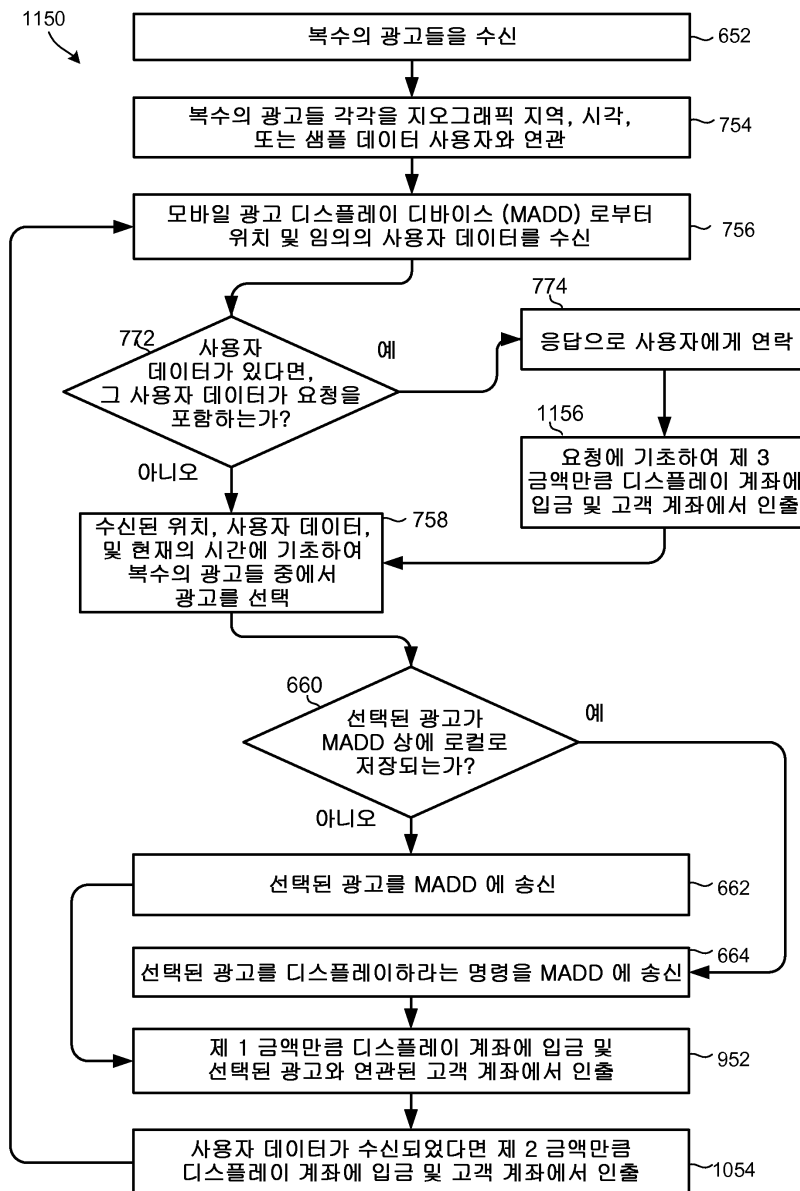 1150
복수의 광고들을 수신
652
복수의 광고들 각각을 지오그래픽 지역, 시각,
또는 샘플 데이터 사용자와 연관
754
모바일 광고 디스플레이 디바이스 (MADD) 로부터
위치 및 임의의 사용자 데이터를 수신
756
772
사용자
데이터가 있다면,
그 사용자 데이터가 요청을
포함하는가?
예
아니오
774
응답으로 사용자에게 연락
1156
요청에 기초하여 제 3
금액만큼 디스플레이 계좌에
입금 및 고객 계좌에서 인출
수신된 위치, 사용자 데이터,
및 현재의 시간에 기초하여
복수의 광고들 중에서
광고를 선택
758
660
선택된 광고가
MADD 상에 로컬로
저장되는가?
예
아니오
선택된 광고를 MADD 에 송신
662
선택된 광고를 디스플레이하라는 명령을 MADD 에 송신
664
제 1 금액만큼 디스플레이 계좌에 입금 및
선택된 광고와 연관된 고객 계좌에서 인출
952
사용자 데이터가 수신되었다면 제 2 금액만큼
디스플레이 계좌에 입금 및 고객 계좌에서 인출
1054